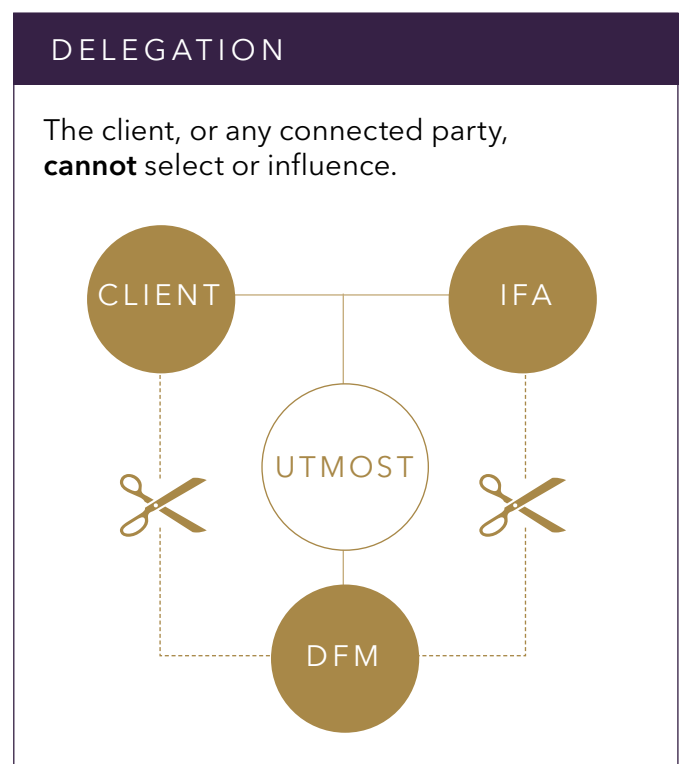 DELEGATION
The client, or any connected party,
cannot select or influence.
CLIENT
IFA
UTMOST
DFM